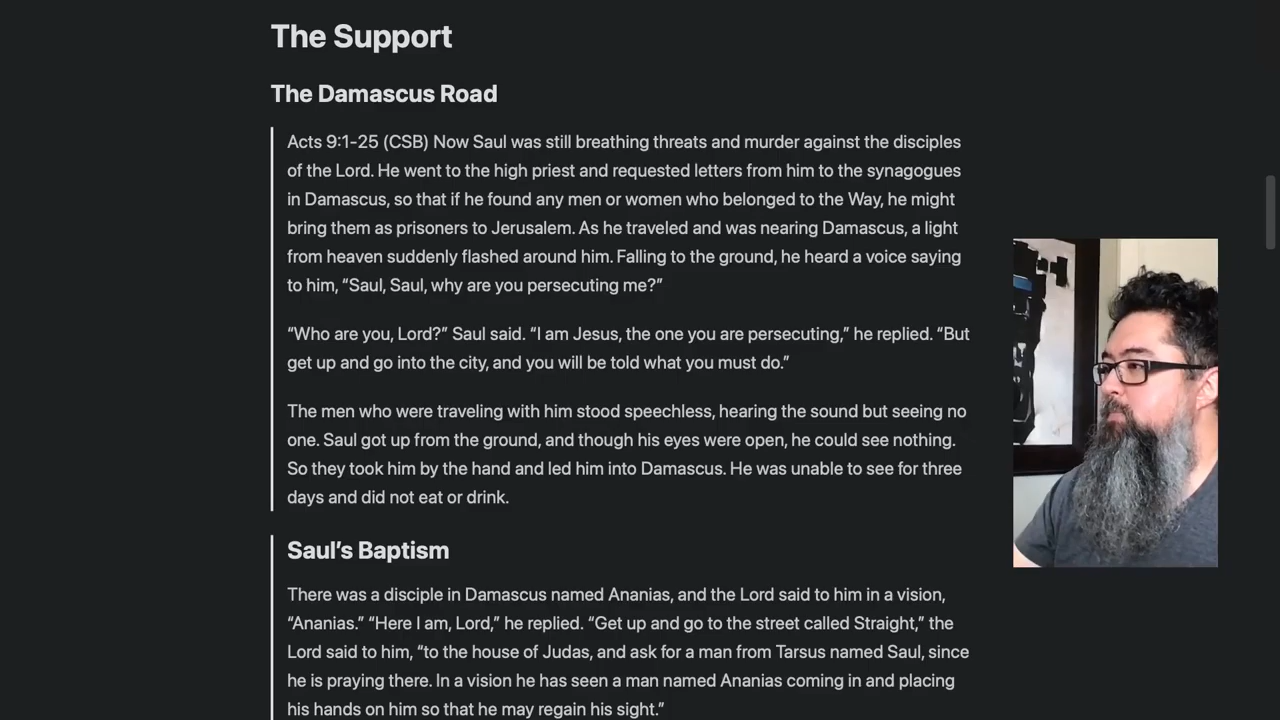 The Support
The Damascus Road
Acts 9:1-25 (CSB) Now Saul was still breathing threats and murder against the disciples
of the Lord. He went to the high priest and requested letters from him to the synagogues
in Damascus, so that if he found any men or women who belonged to the Way, he might
bring them as prisoners to Jerusalem. As he traveled and was nearing Damascus, a light
from heaven suddenly flashed around him. Falling to the ground, he heard a voice saying
to him, “Saul, Saul, why are you persecuting me?”
“Who are you, Lord?” Saul said. “I am Jesus, the one you are persecuting,” he replied. “But
get up and go into the city, and you will be told what you must do.”
The men who were traveling with him stood speechless, hearing the sound but seeing no
one. Saul got up from the ground, and though his eyes were open, he could see nothing.
So they took him by the hand and led him into Damascus. He was unable to see for three
days and did not eat or drink.
Saul’s Baptism
There was a disciple in Damascus named Ananias, and the Lord said to him in a vision,
“Ananias.” “Here I am, Lord,” he replied. “Get up and go to the street called Straight,” the
Lord said to him, “to the house of Judas, and ask for a man from Tarsus named Saul, since
he is praying there. In a vision he has seen a man named Ananias coming in and placing
his hands on him so that he may regain his sight.”